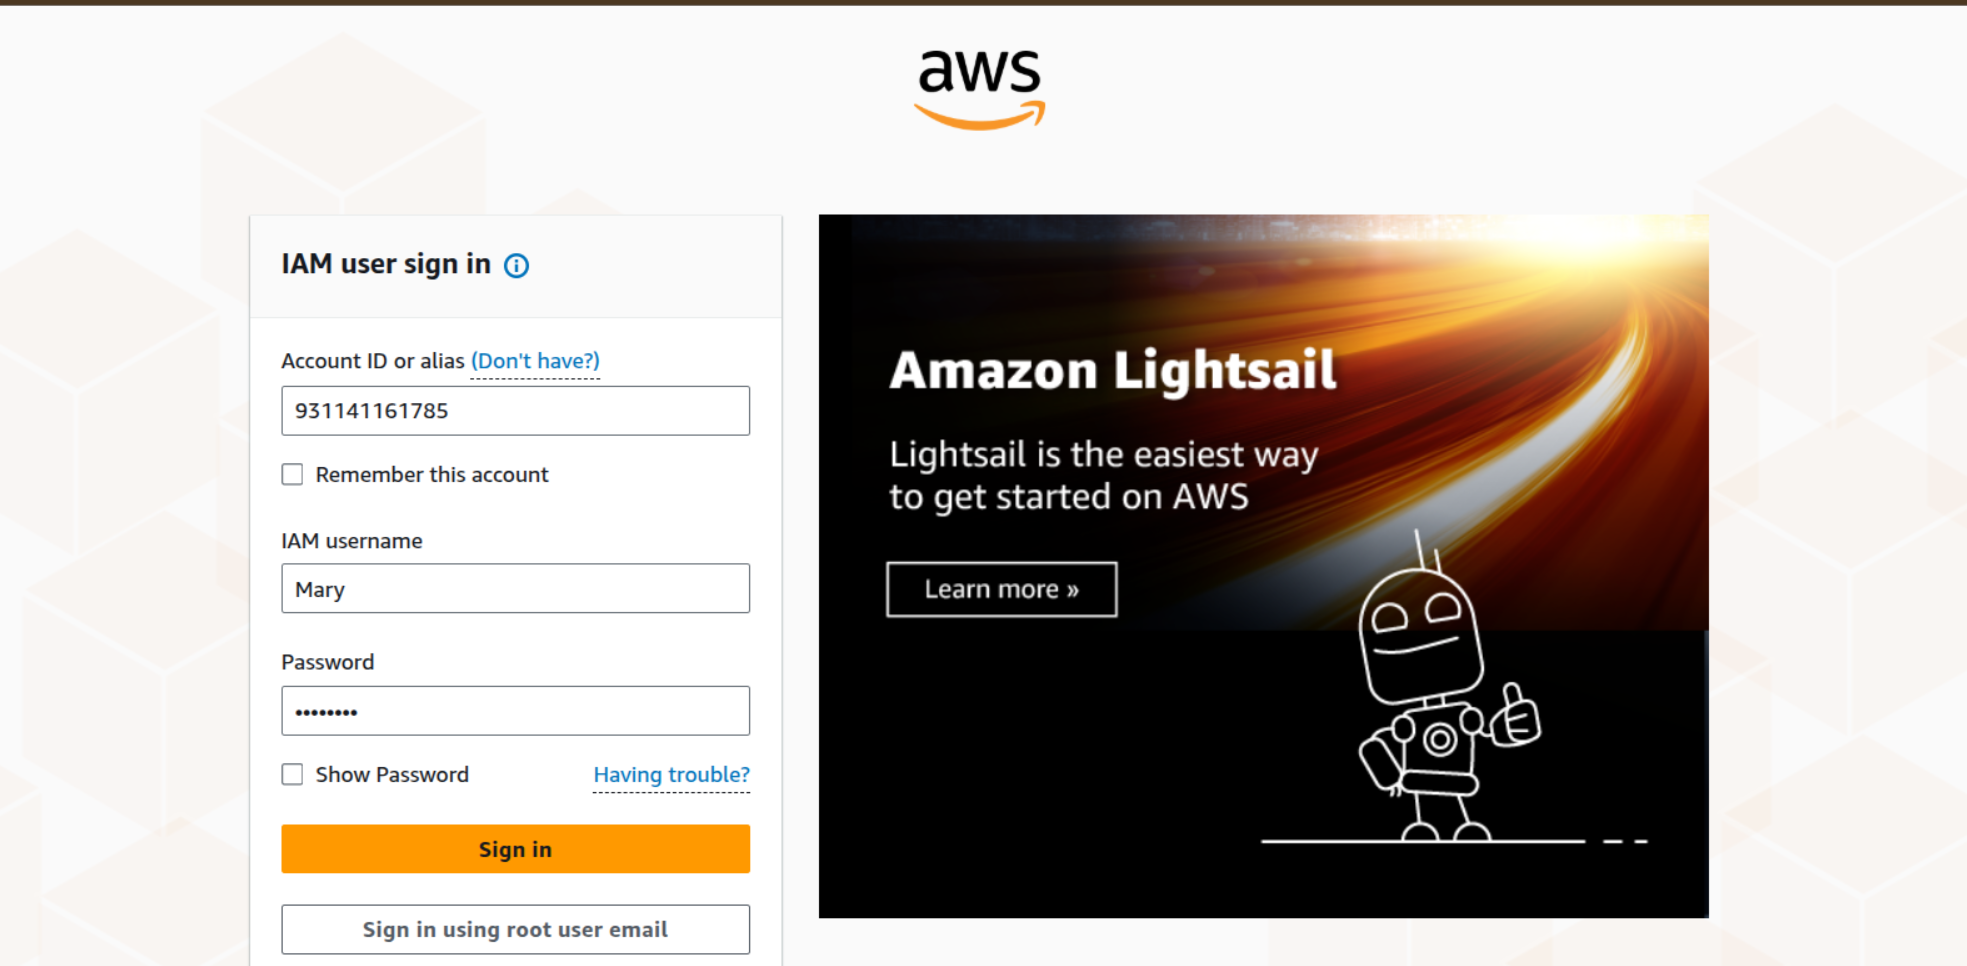 aws
IAM user sign in
Account ID or alias (Don't have?)
931141161785
Remember this account
IAM username
Mary
Password
••••••••
Show Password
Having trouble?
Sign in
Sign in using root user email
Amazon Lightsail
Lightsail is the easiest way
to get started on AWS
Learn more »